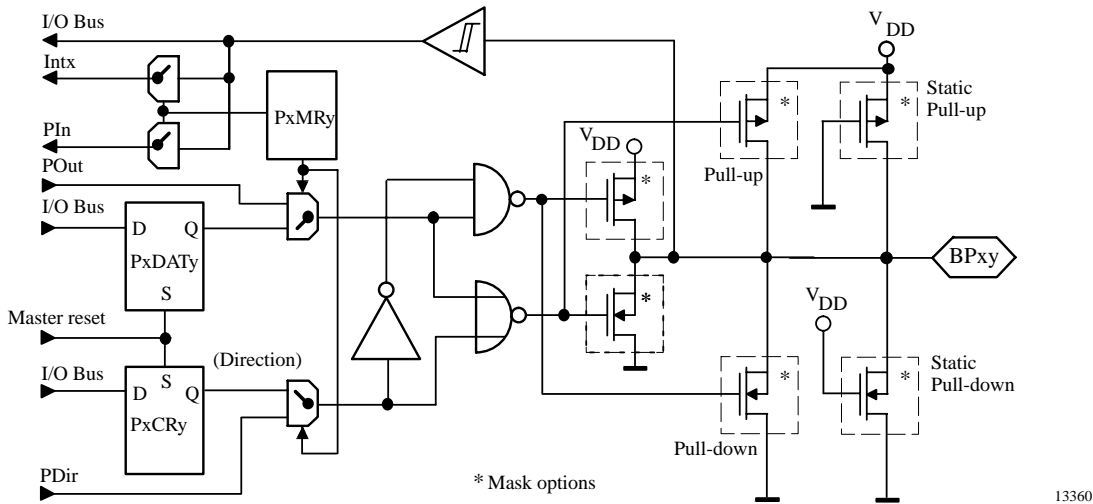 I/O Bus
Intx
PIn
POut
I/O Bus
D
Q
PxDATy
S
Master reset
(Direction)
I/O Bus
S
D
Q
PxCRy
PDir
PxMRy
V DD
*
*
Pull-up
V DD
*
*
Static
Pull-up
BPxy
V DD
*
Pull-down
*
Static
Pull-down
* Mask options
13360